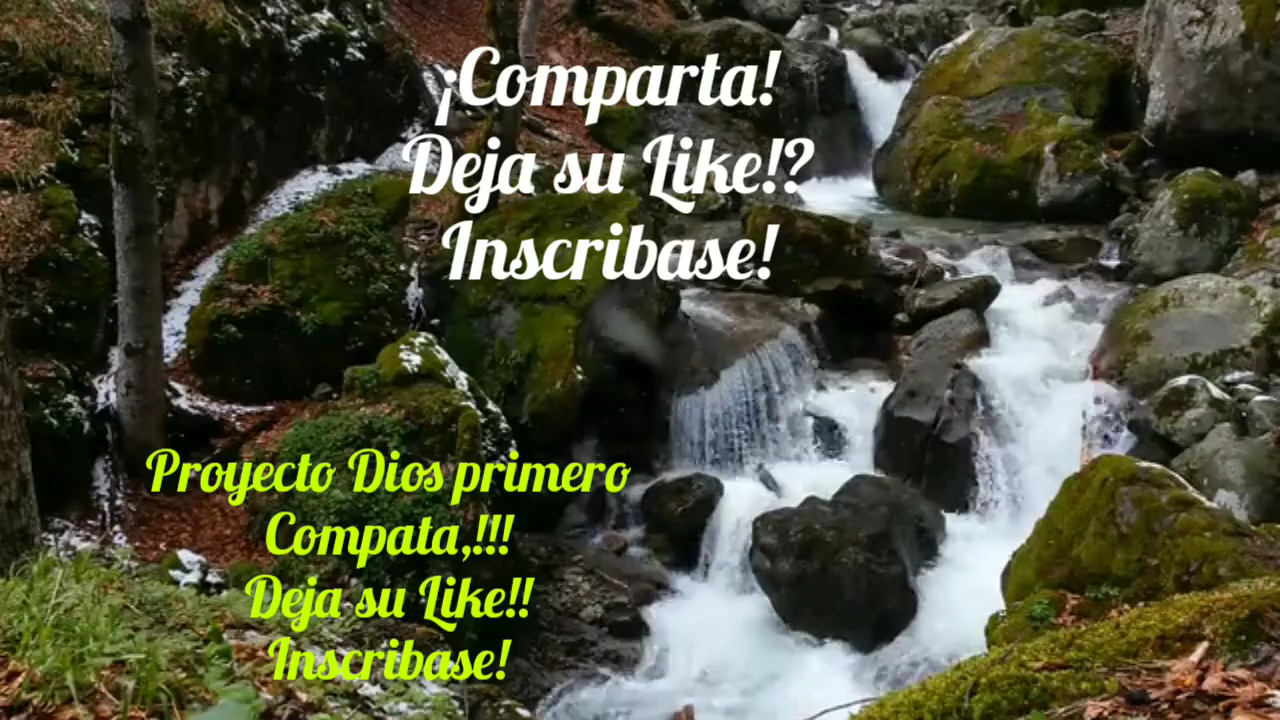 ¡Comparta!
Deja su Like!?
Inscribase!
Proyecto Dios primero
Compata,!!!
Deja su Like!!
Inscribase!